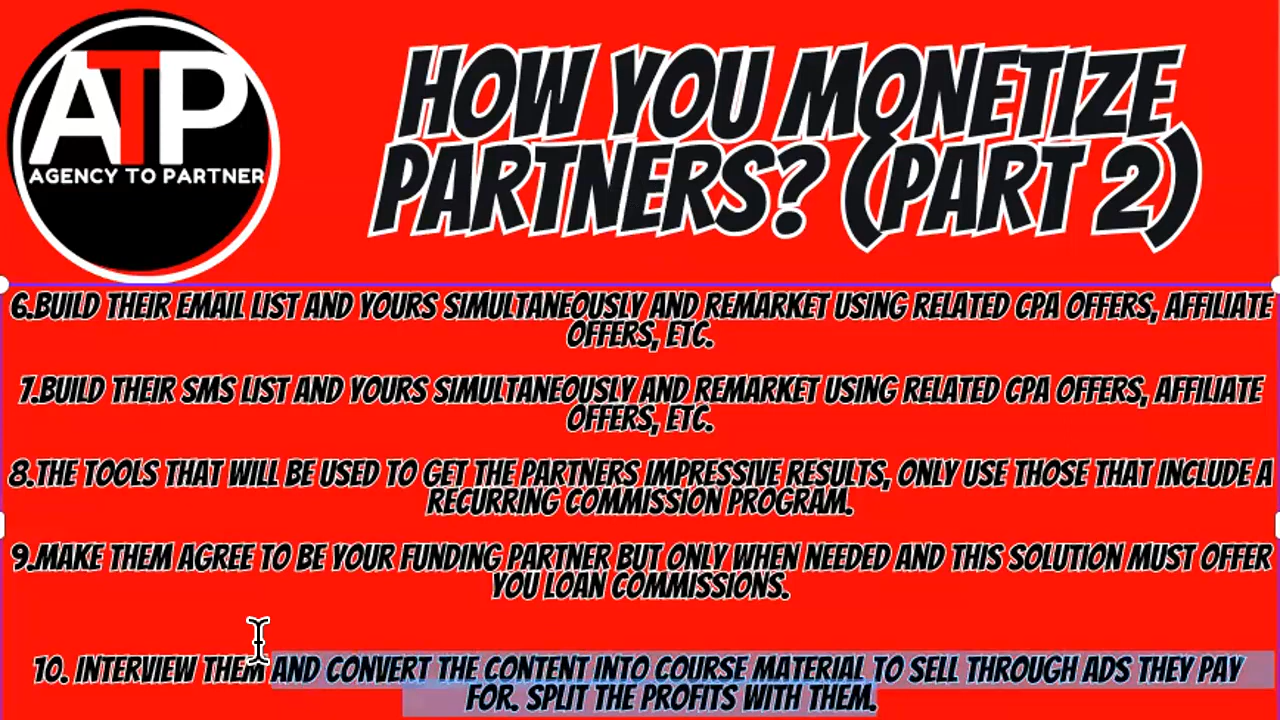 ATP
AGENCY TO PARTNER
HOW YOU MONETIZE
PARTNERS? (PART 2)
6.BUILD THEIR EMAIL LIST AND YOURS SIMULTANEOUSLY AND REMARKET USING RELATED CPA OFFERS, AFFILIATE
OFFERS, ETC.
7.BUILD THEIR SMS LIST AND YOURS SIMULTANEOUSLY AND REMARKET USING RELATED CPA OFFERS, AFFILIATE
OFFERS, ETC.
8.THE TOOLS THAT WILL BE USED TO GET THE PARTNERS IMPRESSIVE RESULTS, ONLY USE THOSE THAT INCLUDE A
RECURRING COMMISSION PROGRAM.
9.MAKE THEM AGREE TO BE YOUR FUNDING PARTNER BUT ONLY WHEN NEEDED AND THIS SOLUTION MUST OFFER
YOU LOAN COMMISSIONS.
10. INTERVIEW THEM AND CONVERT THE CONTENT INTO COURSE MATERIAL TO SELL THROUGH ADS THEY PAY
FOR. SPLIT THE PROFITS WITH THEM.